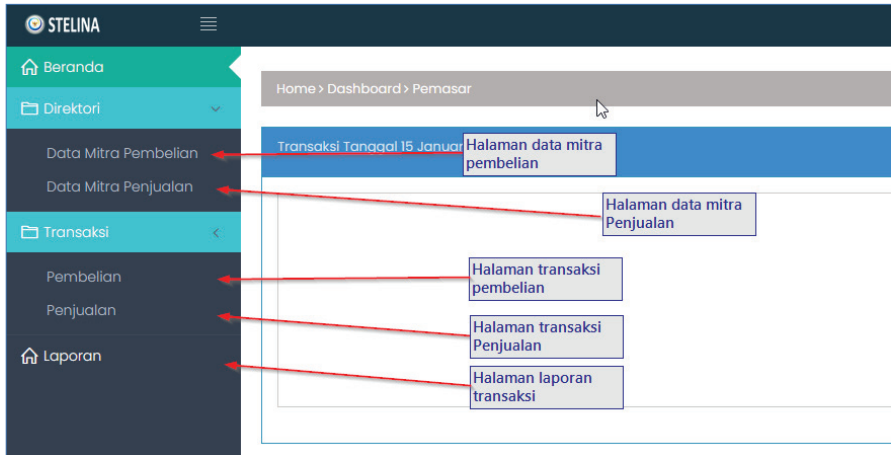 STELINA
Beranda
Home > Dashboard > Pemasar
Direktori
Transaksi Tanggal 15 Januar
Halaman data mitra
pembelian
Data Mitra Pembelian
Data Mitra Penjualan
Halaman data mitra
Penjualan
Transaksi
Pembelian
Halaman transaksi
pembelian
Penjualan
Halaman transaksi
Penjualan
Laporan
Halaman laporan
transaksi